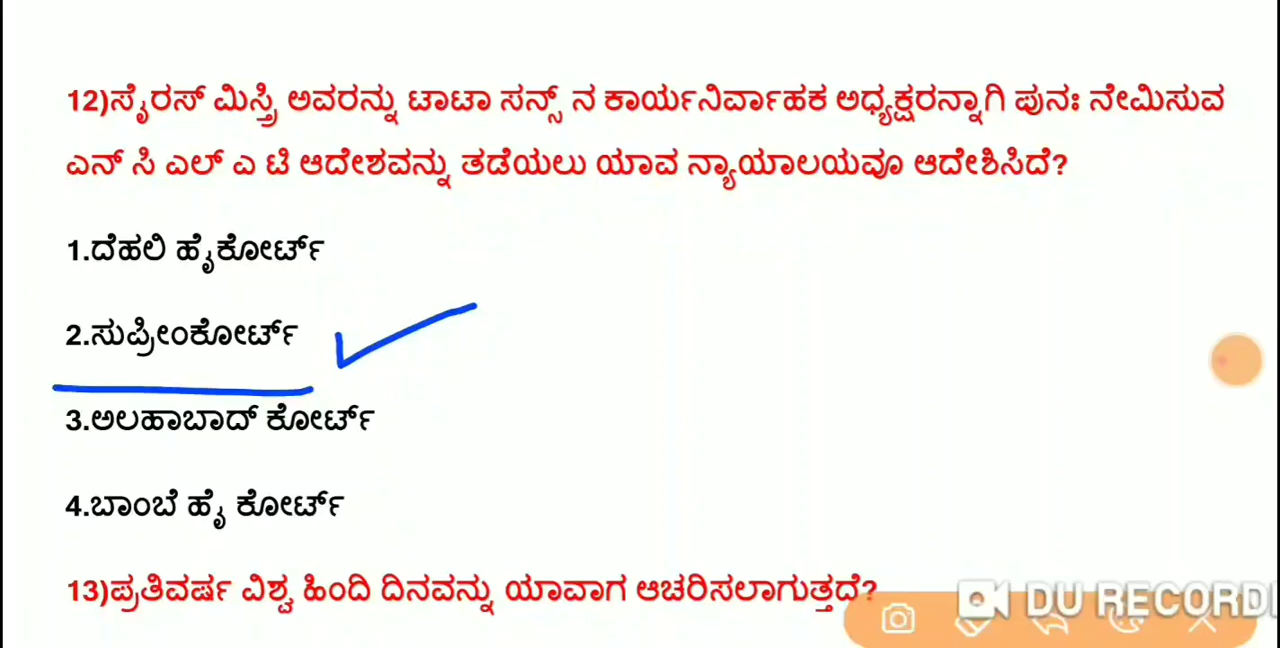 12)ಸೈರಸ್ ಮಿಸ್ತ್ರಿ ಅವರನ್ನು ಟಾಟಾ ಸನ್ಸ್ ನ ಕಾರ್ಯನಿರ್ವಾಹಕ ಅಧ್ಯಕ್ಷರನ್ನಾಗಿ ಪುನಃ ನೇಮಿಸುವ
ಎನ್ ಸಿ ಎಲ್ ಎ ಟಿ ಆದೇಶವನ್ನು ತಡೆಯಲು ಯಾವ ನ್ಯಾಯಾಲಯವೂ ಆದೇಶಿಸಿದೆ?
1.ದೆಹಲಿ ಹೈಕೋರ್ಟ್
2.ಸುಪ್ರೀಂಕೋರ್ಟ್
3.ಅಲಹಾಬಾದ್ ಕೋರ್ಟ್
4.ಬಾಂಬೆ ಹೈ ಕೋರ್ಟ್
13)ಪ್ರತಿವರ್ಷ ವಿಶ್ವ ಹಿಂದಿ ದಿನವನ್ನು ಯಾವಾಗ ಆಚರಿಸಲಾಗುತ್ತದೆ?
DU RECORD